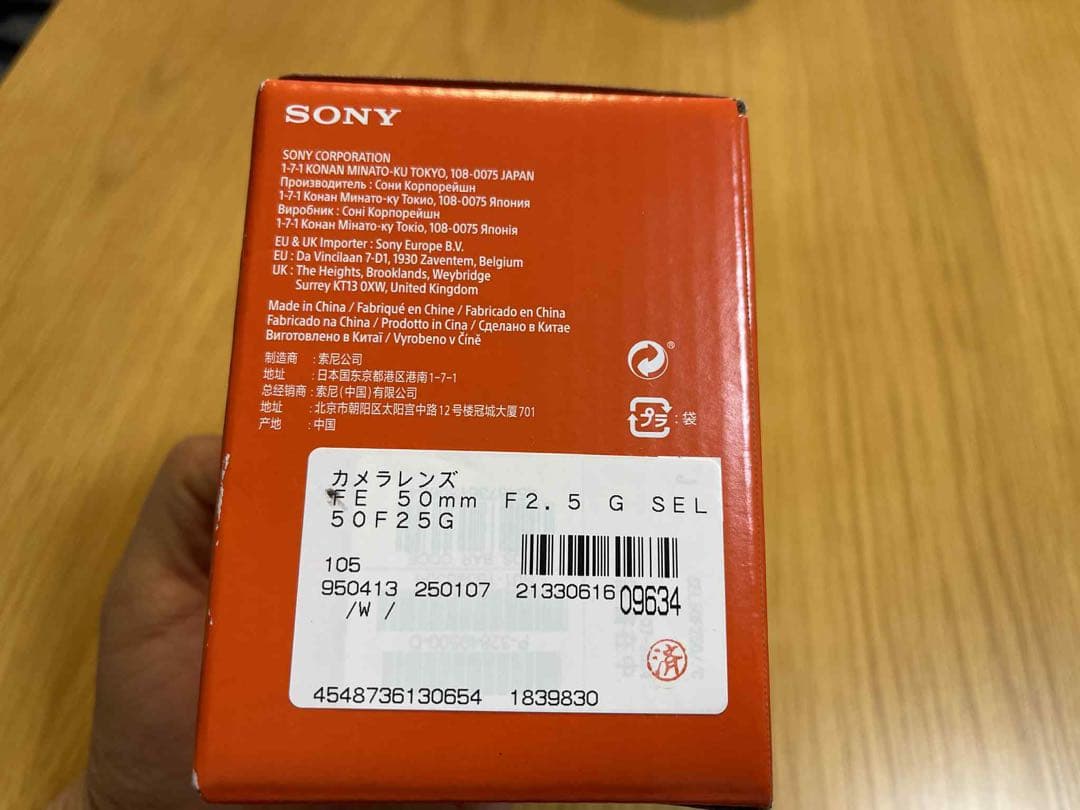 SONY
SONY CORPORATION
1-7-1 KONAN MINATO-KU TOKYO, 108-0075 JAPAN
Производитель : Сони Корпорейшн
1-7-1 Конан Минато-ку Токио, 108-0075 Япония
Виробник : Соні Корпорейшн
1-7-1 Конан Мінато-ку Токіо, 108-0075 Японія
EU & UK Importer : Sony Europe B.V.
EU : Da Vincilaan 7-D1, 1930 Zaventem, Belgium
UK : The Heights, Brooklands, Weybridge
Surrey KT13 0XW, United Kingdom
Made in China / Fabriqué en Chine / Fabricado en China
Fabricado na China / Prodotto in Cina / Сделано в Китае
Виготовлено в Китаї / Vyrobeno v Číně
制造商 : 索尼公司
地址 : 日本国东京都港区港南1-7-1
总经销商 : 索尼(中国)有限公司
地址 : 北京市朝阳区太阳宫中路12号楼冠城大厦701
产地 : 中国
®
プラ : 袋
カメラレンズ
FE 50mm F2.5 G SEL
50F25G
105
950413 250107 21330616 09634
/W /
済
4548736130654 1839830